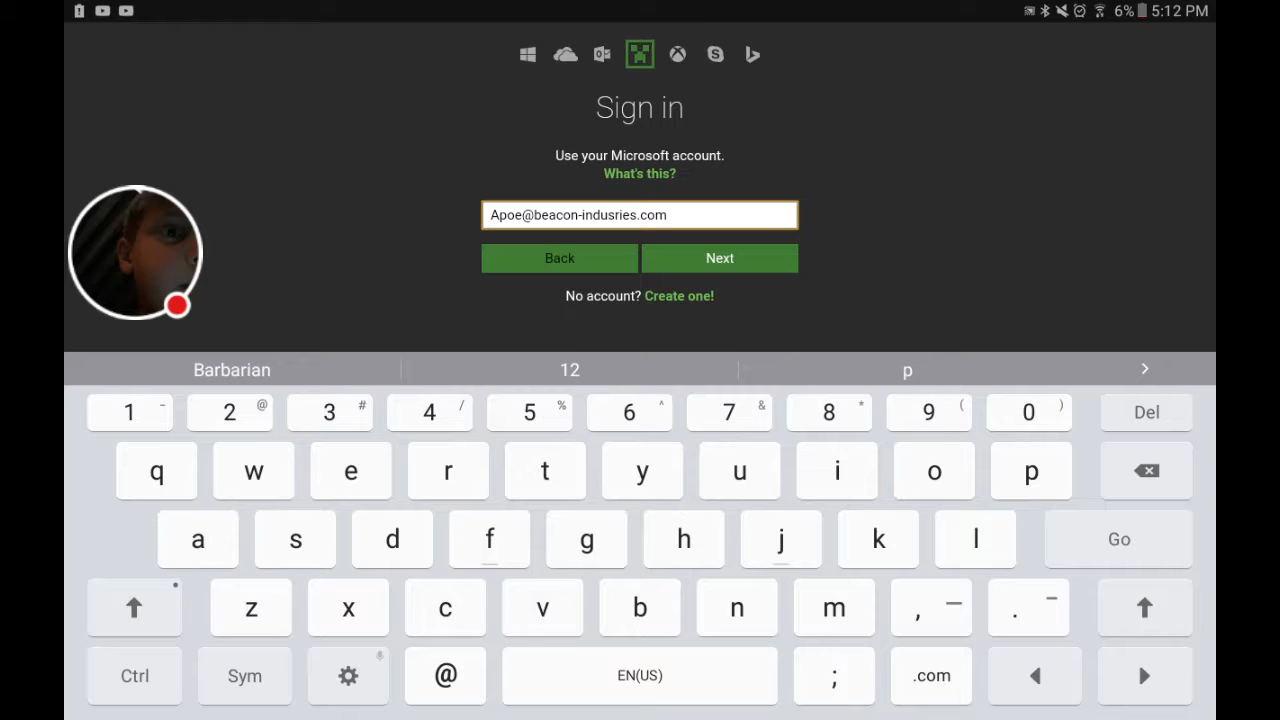 6% 5:12 PM
Sign in
Use your Microsoft account.
What's this?
Apoe@beacon-indusries.com
Back Next
No account? Create one!
Barbarian 12 p >
1 - 2 @ 3 # 4 / 5 % 6 ^ 7 & 8 * 9 ( 0 ) Del
q w e r t y u i o p
a s d f g h j k l Go
z x c v b n m , .
Ctrl Sym @ EN(US) ; .com